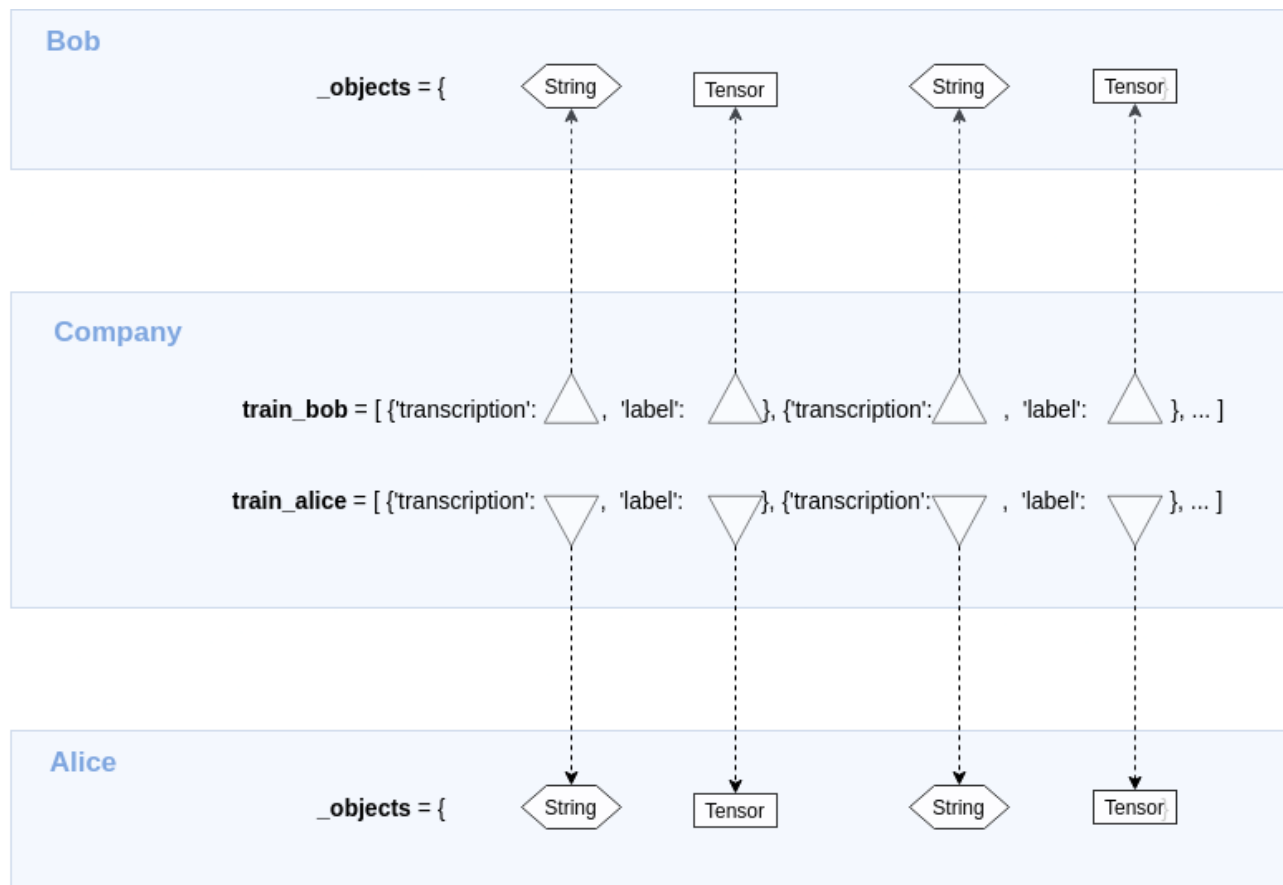 Bob
_objects = { String Tensor String Tensor }
Company
train_bob = [ {'transcription': , 'label': }, {'transcription': , 'label': }, ... ]
train_alice = [ {'transcription': , 'label': }, {'transcription': , 'label': }, ... ]
Alice
_objects = { String Tensor String Tensor }